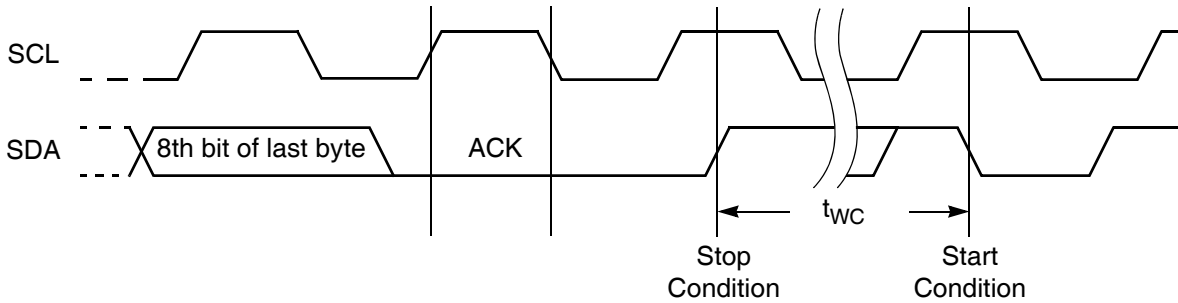 SCL
SDA
8th bit of last byte
ACK
tWC
Stop
Condition
Start
Condition